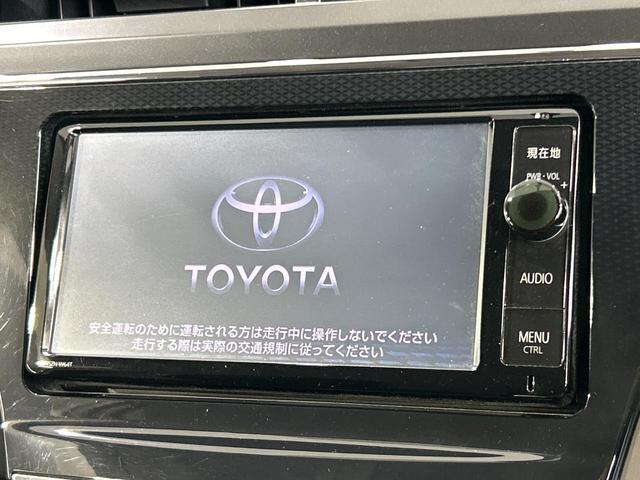 現在地
PWR・VOL
+
TOYOTA
AUDIO
安全運転のために運転される方は走行中に操作しないでください
走行する際は実際の交通規制に従ってください
MENU
CTRL